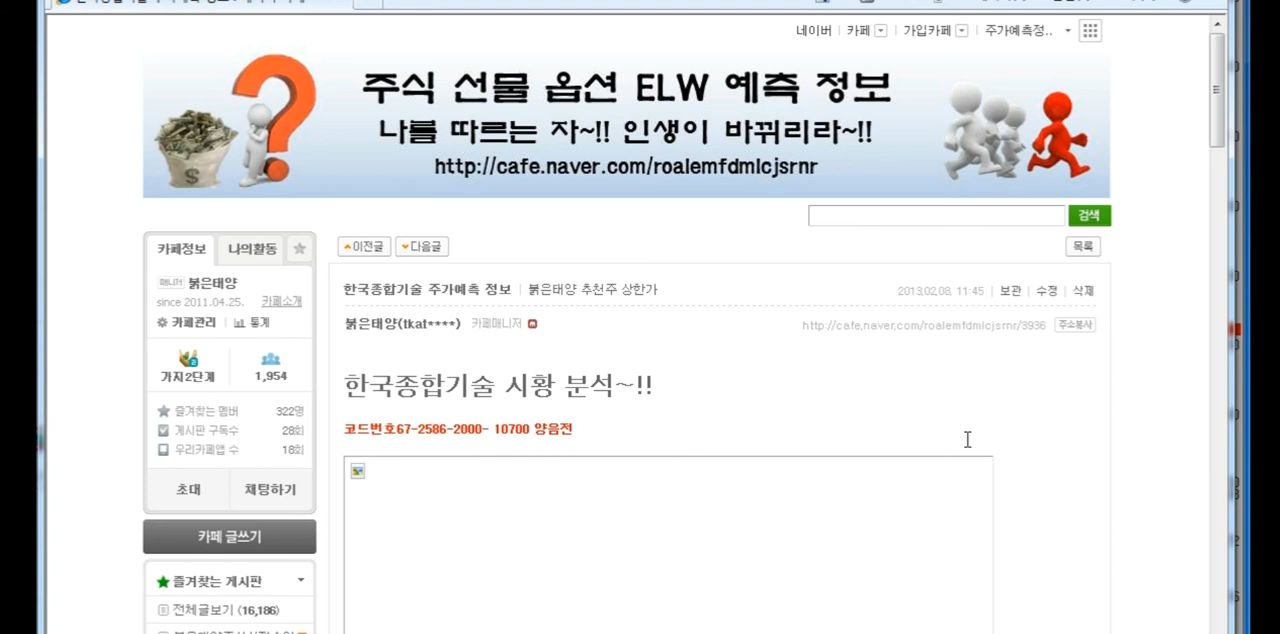 네이버 카페 가입카페 주가예측정..
주식 선물 옵션 ELW 예측 정보
나를 따르는 자~!! 인생이 바뀌리라~!!
http://cafe.naver.com/roalemfdmlcjsrnr
검색
카페정보 나의활동
이전글 다음글 목록
매니저 붉은태양
since 2011.04.25. 카페소개
카페관리 통계
가지2단계 1,954
즐겨찾는 멤버 322명
게시판 구독수 28회
우리카페앱 수 18회
초대 채팅하기
카페 글쓰기
즐겨찾는 게시판
전체글보기 (16,186)
한국종합기술 주가예측 정보 | 붉은태양 추천주 상한가 2013.02.08. 11:45 | 보관 | 수정 | 삭제
붉은태양(tkat****) 카페매니저 http://cafe.naver.com/roalemfdmlcjsrnr/3936 주소복사
한국종합기술 시황 분석~!!
코드번호67-2586-2000- 10700 양음전